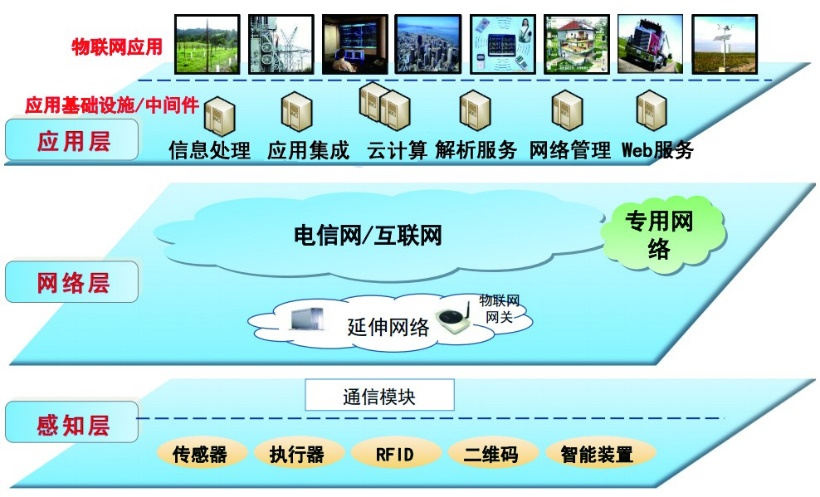 物联网应用
应用基础设施/中间件
应用层
信息处理 应用集成 云计算 解析服务 网络管理 Web服务
电信网/互联网
专用网
络
网络层
延伸网络
物联网
网关
通信模块
感知层
传感器 执行器 RFID 二维码 智能装置